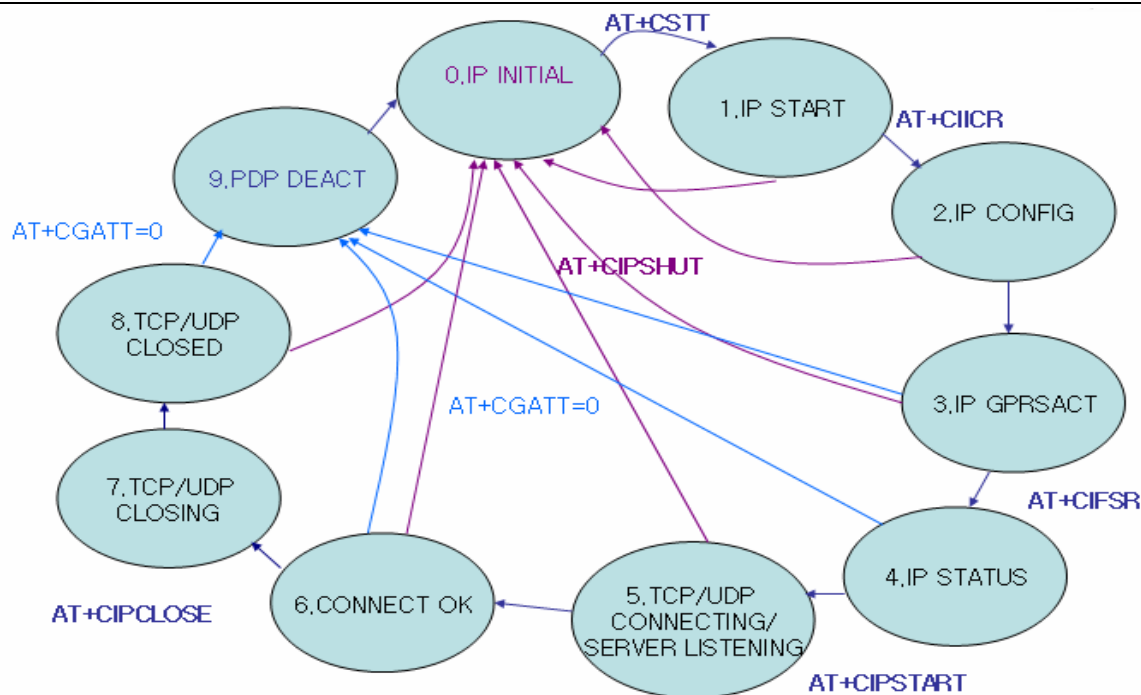 AT+CSTT
0,IP INITIAL
1,IP START
AT+CIICR
9,PDP DEACT
2,IP CONFIG
AT+CGATT=0
AT+CIPSHUT
8,TCP/UDP
CLOSED
3,IP GPRSACT
AT+CGATT=0
7,TCP/UDP
CLOSING
AT+CIFSR
4,IP STATUS
6,CONNECT OK
5,TCP/UDP
CONNECTING/
SERVER LISTENING
AT+CIPCLOSE
AT+CIPSTART